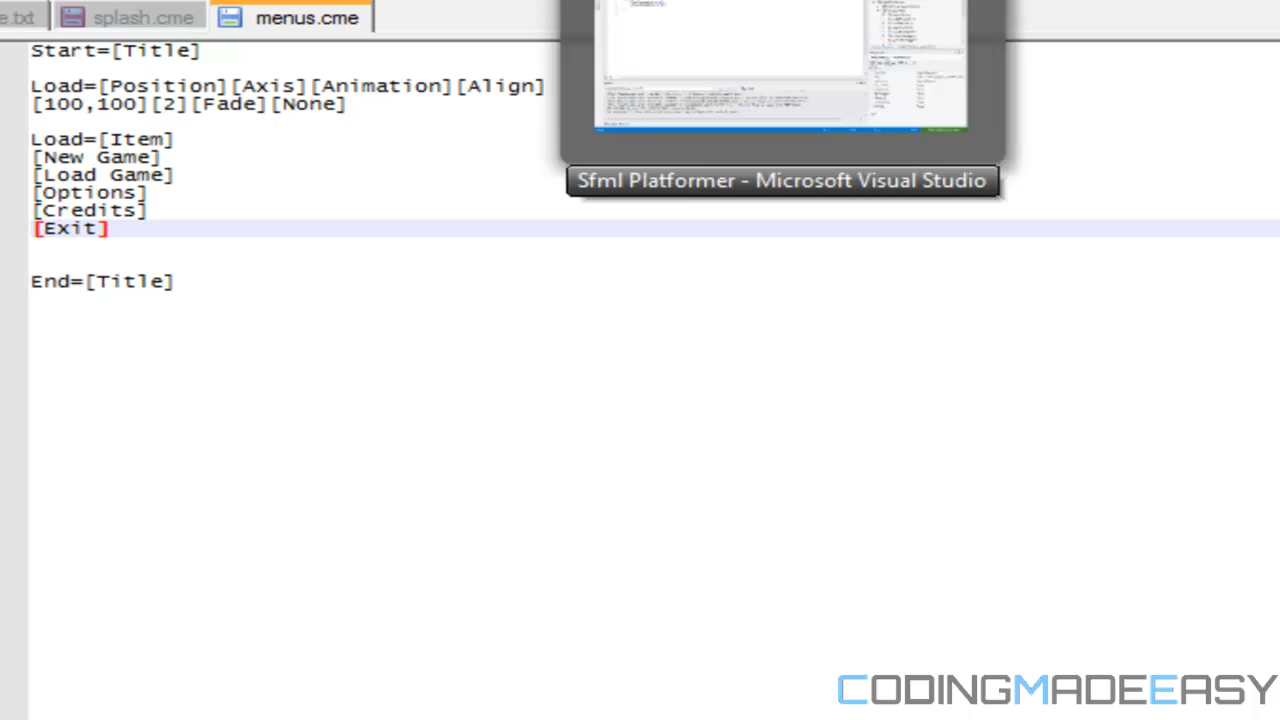 e.txt
splash.cme
menus.cme
Start=[Title]
Load=[Position][Axis][Animation][Align]
[100,100][2][Fade][None]
Load=[Item]
[New Game]
[Load Game]
[Options]
[Credits]
[Exit]
End=[Title]
Sfml Platformer - Microsoft Visual Studio
CODINGMADEEASY